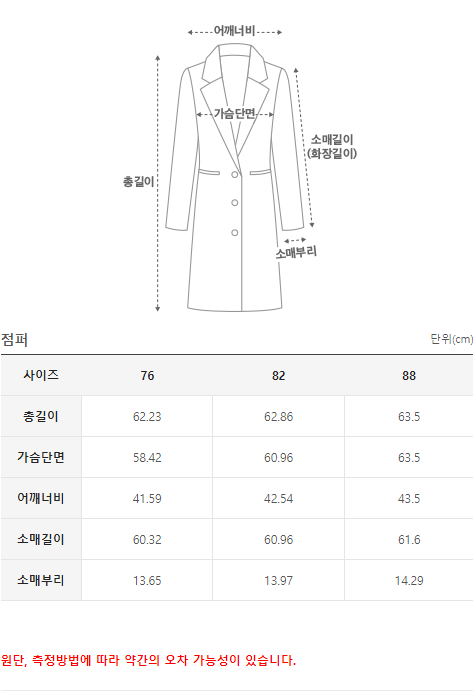 어깨너비
가슴단면
소매길이
(화장길이)
총길이
소매부리
점퍼 단위(cm)
사이즈 76 82 88
총길이 62.23 62.86 63.5
가슴단면 58.42 60.96 63.5
어깨너비 41.59 42.54 43.5
소매길이 60.32 60.96 61.6
소매부리 13.65 13.97 14.29
원단, 측정방법에 따라 약간의 오차 가능성이 있습니다.